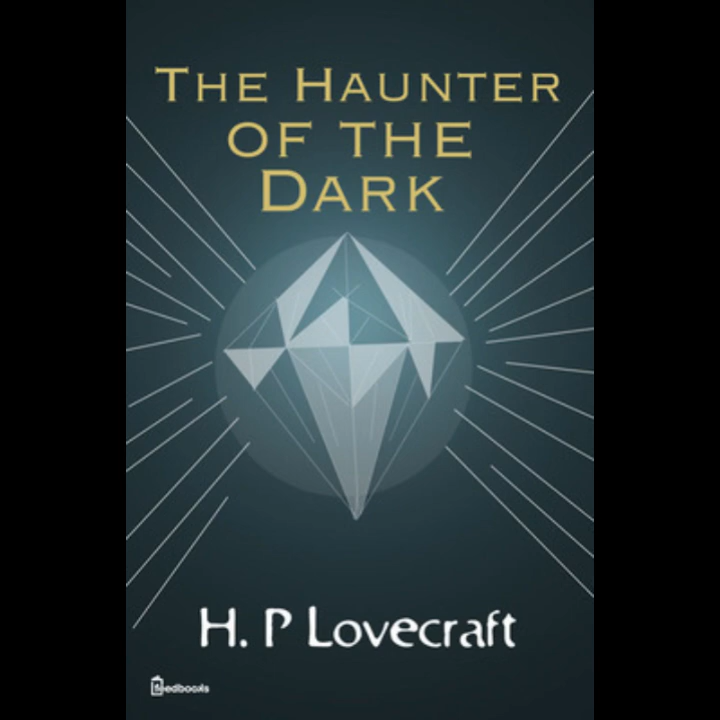 THE HAUNTER
OF THE
DARK
H. P Lovecraft
feedbooks